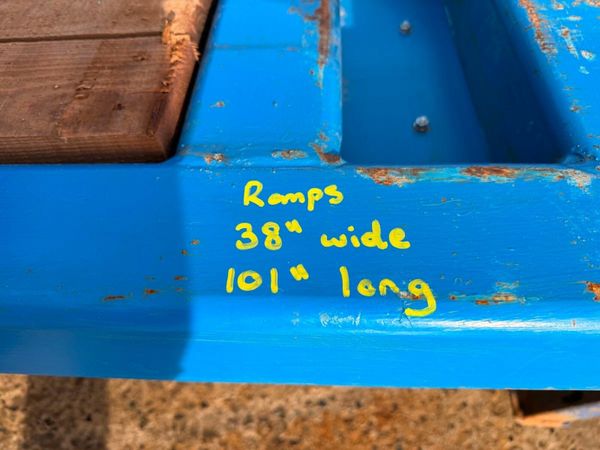 Ramps
38" wide
101" long